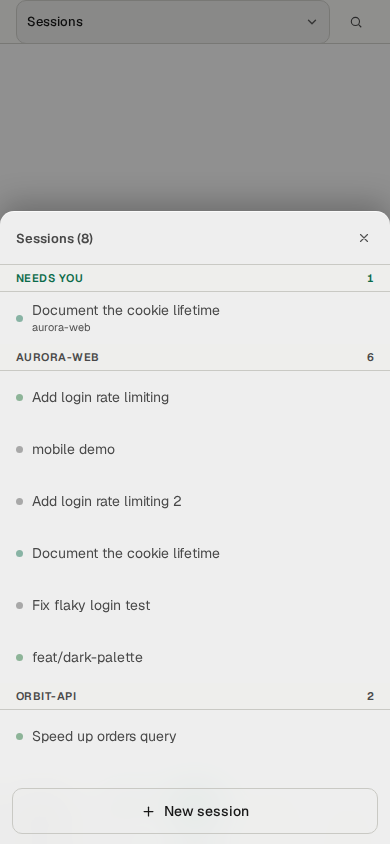 Sessions
Sessions (8)
NEEDS YOU 1
Document the cookie lifetime
aurora-web
AURORA-WEB 6
Add login rate limiting
mobile demo
Add login rate limiting 2
Document the cookie lifetime
Fix flaky login test
feat/dark-palette
ORBIT-API 2
Speed up orders query
New session